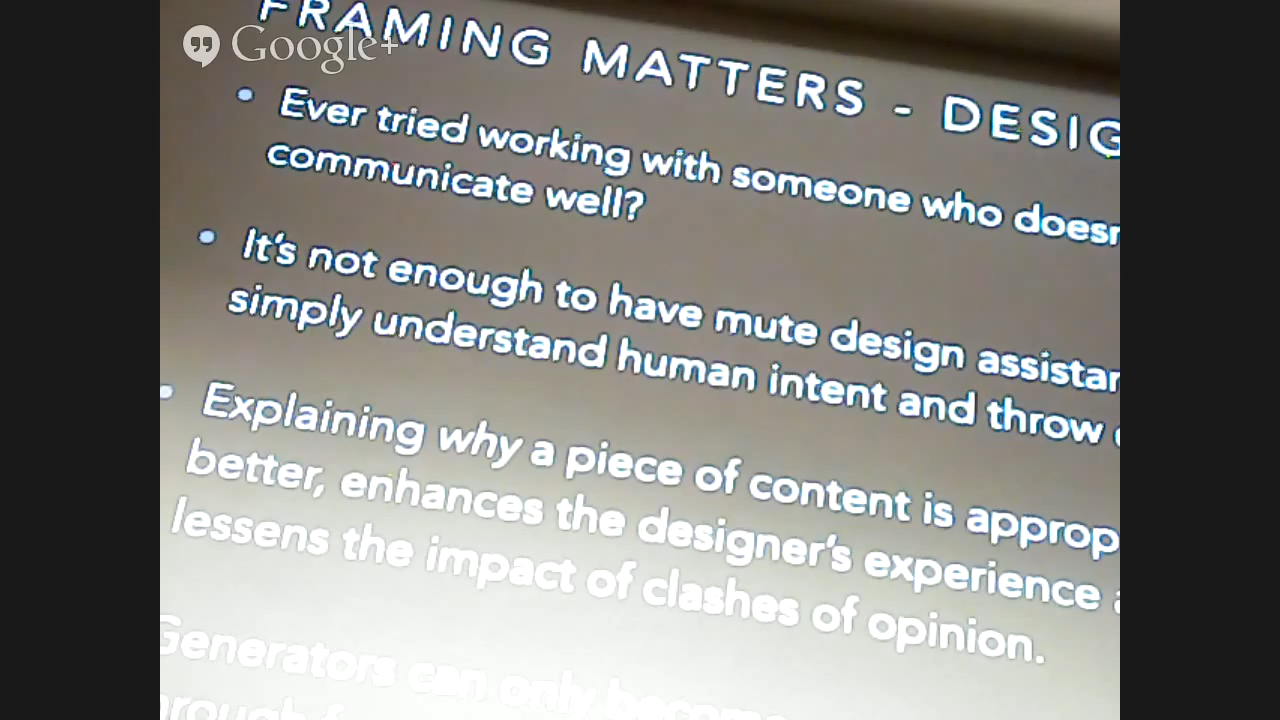 Google+
FRAMING MATTERS - DESIG
Ever tried working with someone who doesn
communicate well?
It's not enough to have mute design assistan
simply understand human intent and throw
Explaining why a piece of content is approp
better, enhances the designer's experience
lessens the impact of clashes of opinion.
Generators can only become
through